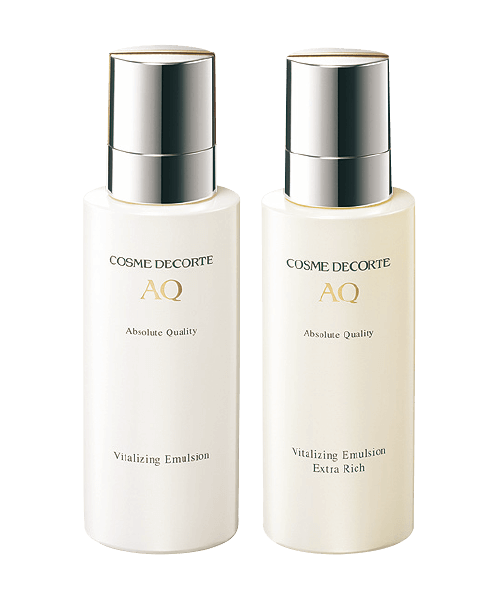 COSME DECORTE
AQ
Absolute Quality
Vitalizing Emulsion
COSME DECORTE
AQ
Absolute Quality
Vitalizing Emulsion
Extra Rich